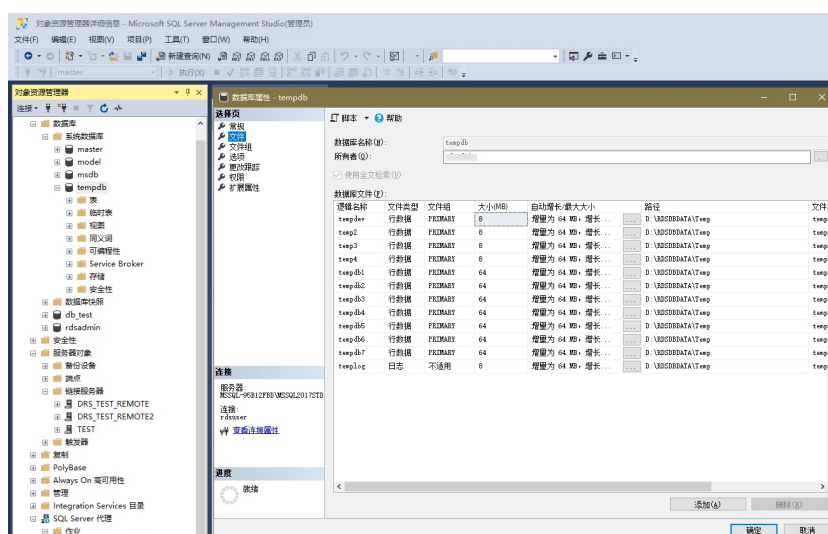 对象资源管理器详细信息 - Microsoft SQL Server Management Studio(管理员)
文件(F) 编辑(E) 视图(V) 项目(P) 工具(T) 窗口(W) 帮助(H)
新建查询(N)
master 执行(X)
对象资源管理器
连接
数据库
系统数据库
master
model
msdb
tempdb
表
临时表
视图
同义词
可编程性
Service Broker
存储
安全性
数据库快照
db_test
rdsadmin
安全性
服务器对象
备份设备
端点
链接服务器
DRS_TEST_REMOTE
DRS_TEST_REMOTE2
TEST
触发器
复制
PolyBase
Always On 高可用性
管理
Integration Services 目录
SQL Server 代理
作业
数据库属性 - tempdb
选择页
常规
文件
文件组
选项
更改跟踪
权限
扩展属性
连接
服务器:
MSSQL-95B12FBD\MSSQL2017STD
连接:
rdsuser
查看连接属性
进度
就绪
脚本 帮助
数据库名称(N): tempdb
所有者(O):
使用全文检索(U)
数据库文件(F):
逻辑名称 文件类型 文件组 大小(MB) 自动增长/最大大小 路径 文件
tempdev 行数据 PRIMARY 8 增量为 64 MB，增长... ... D:\RDSDBDATA\Temp temp
temp2 行数据 PRIMARY 8 增量为 64 MB，增长... ... D:\RDSDBDATA\Temp temp
temp3 行数据 PRIMARY 8 增量为 64 MB，增长... ... D:\RDSDBDATA\Temp temp
temp4 行数据 PRIMARY 8 增量为 64 MB，增长... ... D:\RDSDBDATA\Temp temp
tempdb1 行数据 PRIMARY 64 增量为 64 MB，增长... ... D:\RDSDBDATA\Temp temp
tempdb2 行数据 PRIMARY 64 增量为 64 MB，增长... ... D:\RDSDBDATA\Temp temp
tempdb3 行数据 PRIMARY 64 增量为 64 MB，增长... ... D:\RDSDBDATA\Temp temp
tempdb4 行数据 PRIMARY 64 增量为 64 MB，增长... ... D:\RDSDBDATA\Temp temp
tempdb5 行数据 PRIMARY 64 增量为 64 MB，增长... ... D:\RDSDBDATA\Temp temp
tempdb6 行数据 PRIMARY 64 增量为 64 MB，增长... ... D:\RDSDBDATA\Temp temp
tempdb7 行数据 PRIMARY 64 增量为 64 MB，增长... ... D:\RDSDBDATA\Temp temp
templog 日志 不适用 8 增量为 64 MB，增长... ... D:\RDSDBDATA\Temp temp
添加(A) 删除(R)
确定 取消